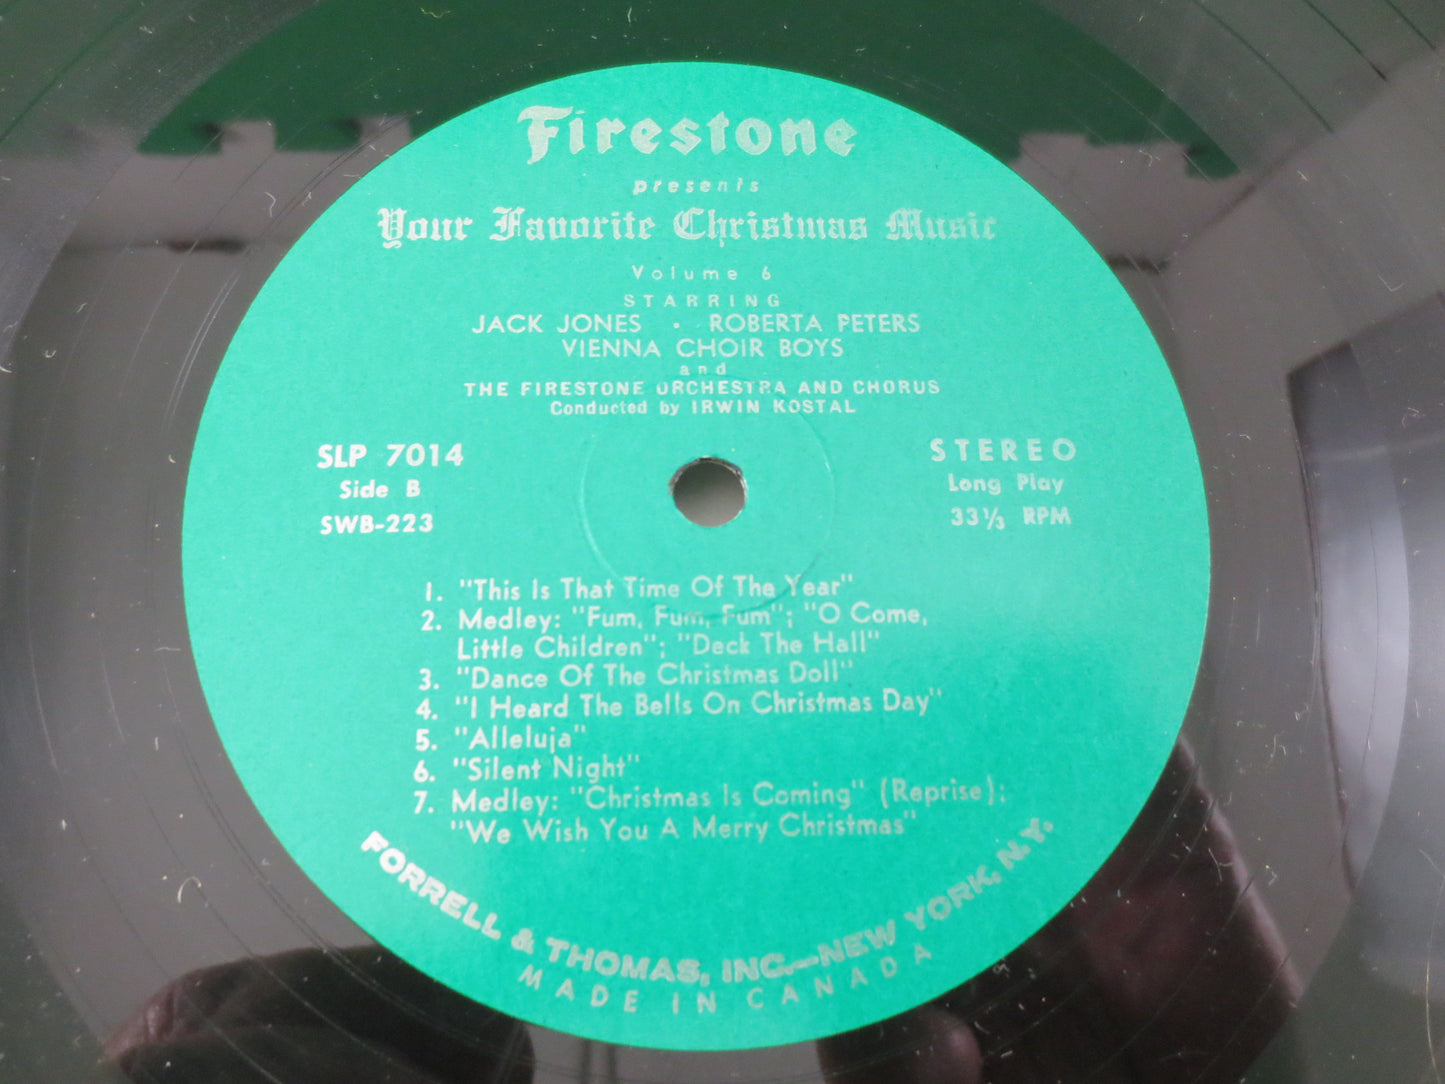 Firestone
presents
Your Favorite Christmas Music
Volume 6
STARRING
JACK JONES • ROBERTA PETERS
VIENNA CHOIR BOYS
and
THE FIRESTONE ORCHESTRA AND CHORUS
Conducted by IRWIN KOSTAL
SLP 7014
Side B
SWB-223
STEREO
Long Play
33⅓ RPM
1. "This Is That Time Of The Year"
2. Medley: "Fum, Fum, Fum"; "O Come,
Little Children"; "Deck The Hall"
3. "Dance Of The Christmas Doll"
4. "I Heard The Bells On Christmas Day"
5. "Alleluja"
6. "Silent Night"
7. Medley: "Christmas Is Coming" (Reprise);
"We Wish You A Merry Christmas"
FORRELL & THOMAS, INC.—NEW YORK, N.Y.
MADE IN CANADA